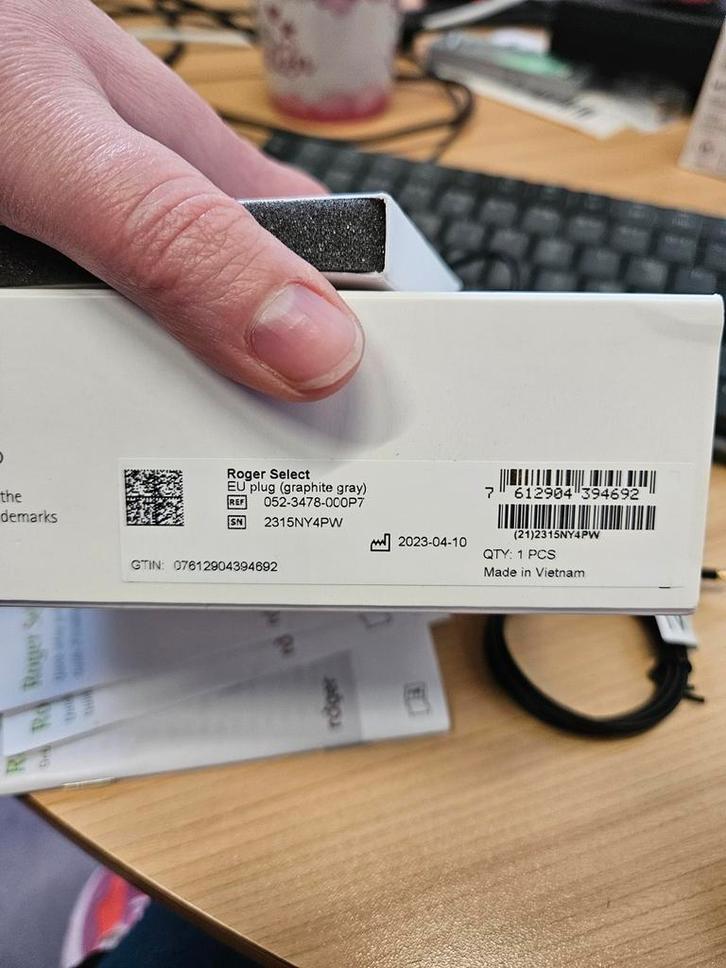 the
demarks
Roger Select
EU plug (graphite gray)
REF 052-3478-000P7
SN 2315NY4PW
2023-04-10
GTIN: 07612904394692
7 612904 394692
(21)2315NY4PW
QTY: 1 PCS
Made in Vietnam
Roger
roger